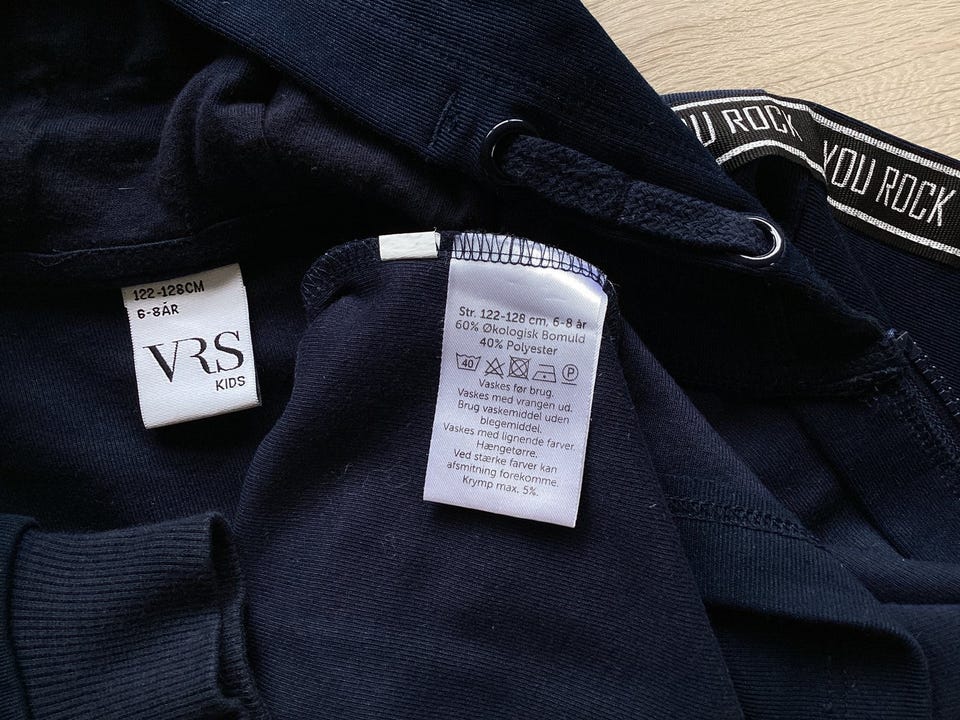 U ROCK
YOU ROCK
122-128CM
6-8ÅR
VRS
KIDS
Str. 122-128 cm, 6-8 år
60% Økologisk Bomuld
40% Polyester
40
P
Vaskes før brug.
Vaskes med vrangen ud.
Brug vaskemiddel uden
blegemiddel.
Vaskes med lignende farver.
Hængetørre.
Ved stærke farver kan
afsmitning forekomme.
Krymp max. 5%.